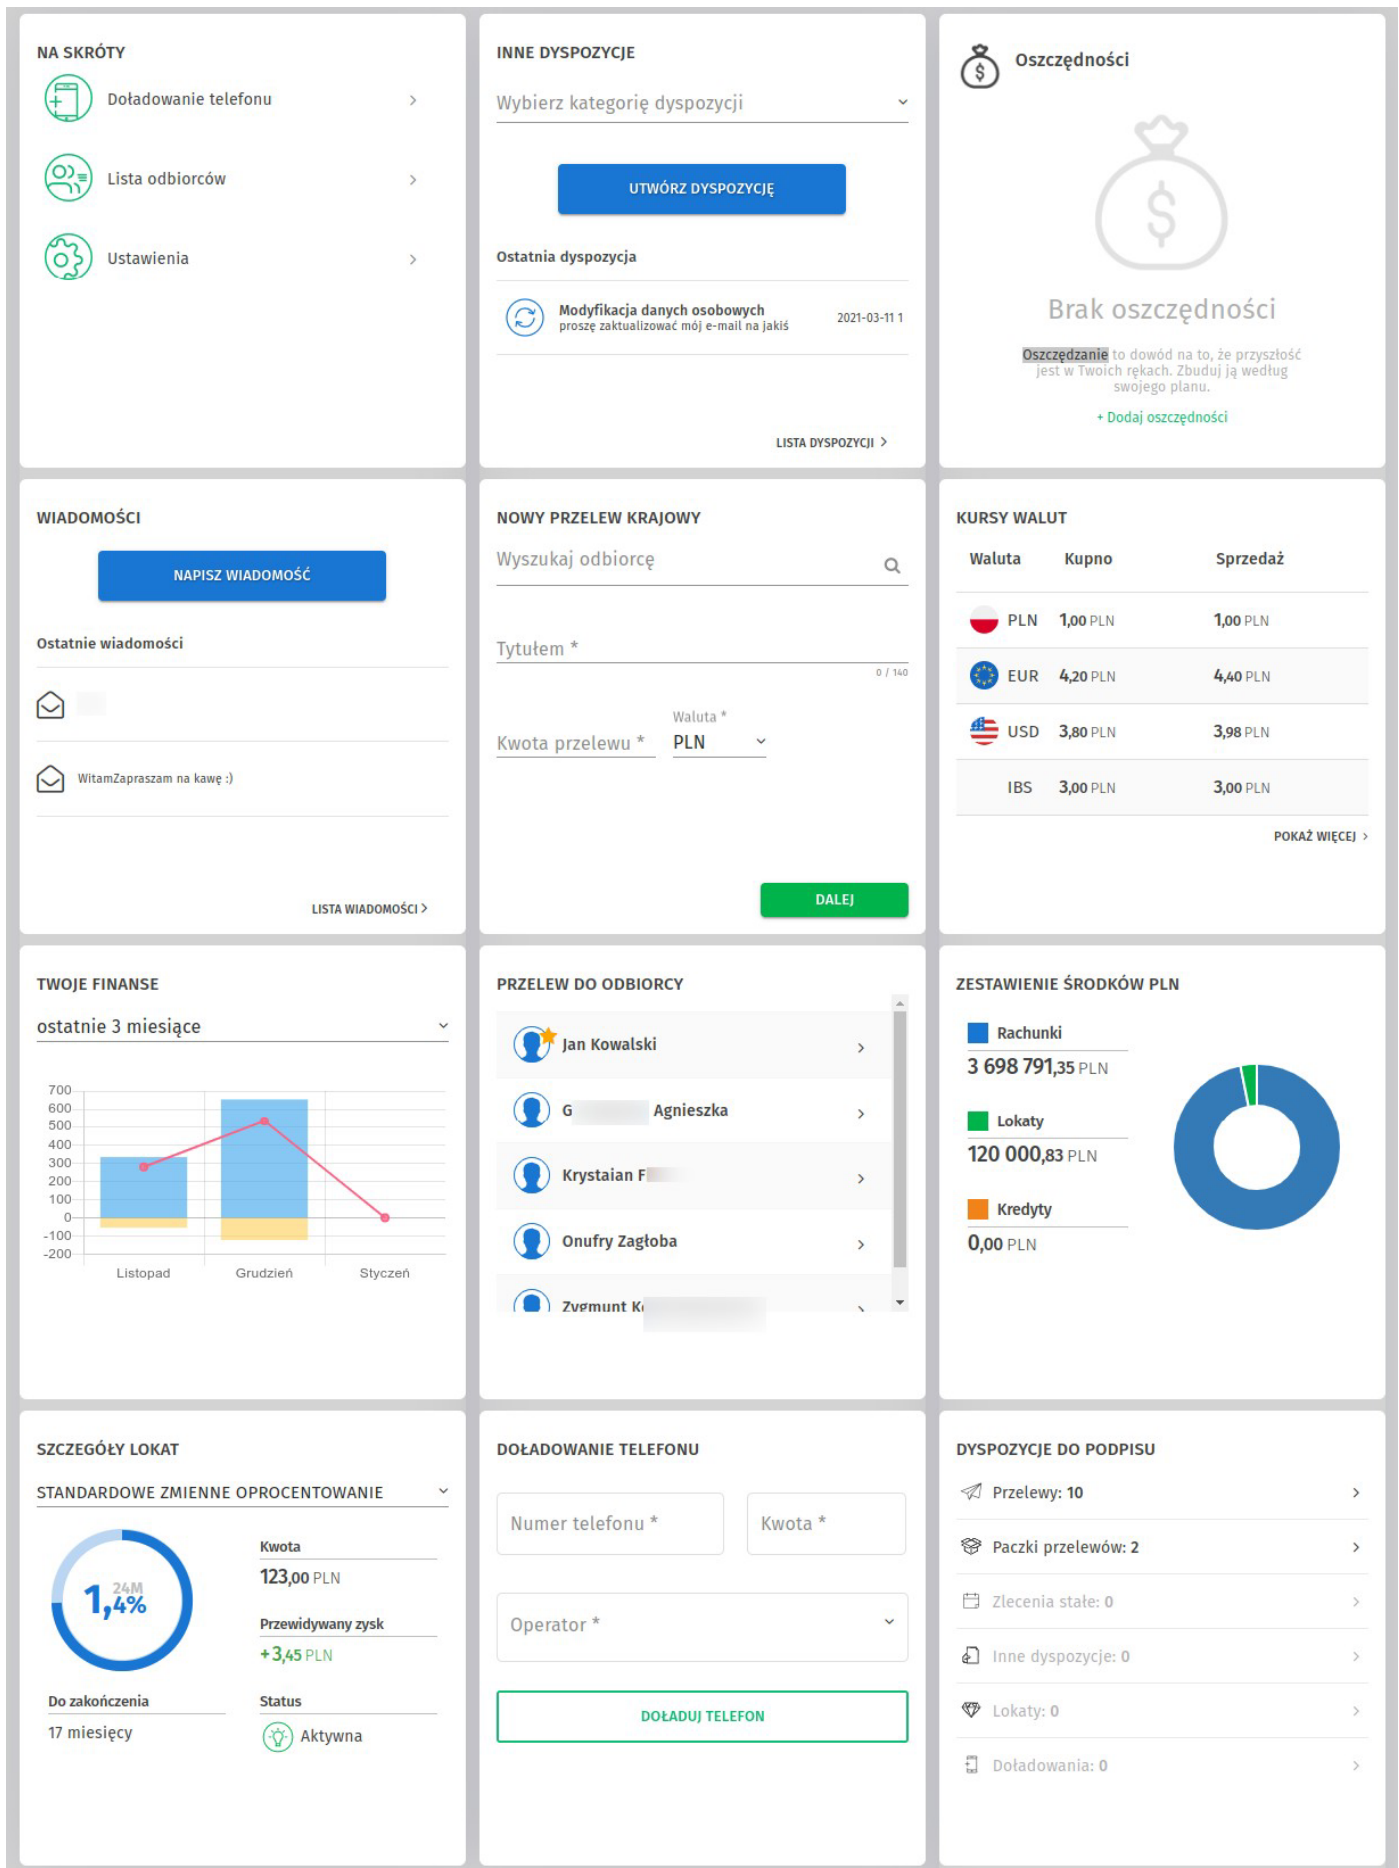 NA SKRÓTY
Doładowanie telefonu
Lista odbiorców
Ustawienia
INNE DYSPOZYCJE
Wybierz kategorię dyspozycji
UTWÓRZ DYSPOZYCJĘ
Ostatnia dyspozycja
Modyfikacja danych osobowych
2021-03-11 1
proszę zaktualizować mój e-mail na jakiś
LISTA DYSPOZYCJI
Oszczędności
Brak oszczędności
Oszczędzanie to dowód na to, że przyszłość
jest w Twoich rękach. Zbuduj ją według
swojego planu.
+ Dodaj oszczędności
WIADOMOŚCI
NAPISZ WIADOMOŚĆ
Ostatnie wiadomości
WitamZapraszam na kawę :)
LISTA WIADOMOŚCI
NOWY PRZELEW KRAJOWY
Wyszukaj odbiorcę
Tytułem *
0 / 140
Waluta *
Kwota przelewu * PLN
DALEJ
KURSY WALUT
Waluta Kupno Sprzedaż
PLN 1,00 PLN 1,00 PLN
EUR 4,20 PLN 4,40 PLN
USD 3,80 PLN 3,98 PLN
IBS 3,00 PLN 3,00 PLN
POKAŻ WIĘCEJ
TWOJE FINANSE
ostatnie 3 miesiące
700
600
500
400
300
200
100
0
-100
-200
Listopad Grudzień Styczeń
PRZELEW DO ODBIORCY
Jan Kowalski
G Agnieszka
Krystaian F
Onufry Zagłoba
Zygmunt K
ZESTAWIENIE ŚRODKÓW PLN
Rachunki
3 698 791,35 PLN
Lokaty
120 000,83 PLN
Kredyty
0,00 PLN
SZCZEGÓŁY LOKAT
STANDARDOWE ZMIENNE OPROCENTOWANIE
24M
1,4%
Kwota
123,00 PLN
Przewidywany zysk
+3,45 PLN
Do zakończenia
17 miesięcy
Status
Aktywna
DOŁADOWANIE TELEFONU
Numer telefonu * Kwota *
Operator *
DOŁADUJ TELEFON
DYSPOZYCJE DO PODPISU
Przelewy: 10
Paczki przelewów: 2
Zlecenia stałe: 0
Inne dyspozycje: 0
Lokaty: 0
Doładowania: 0